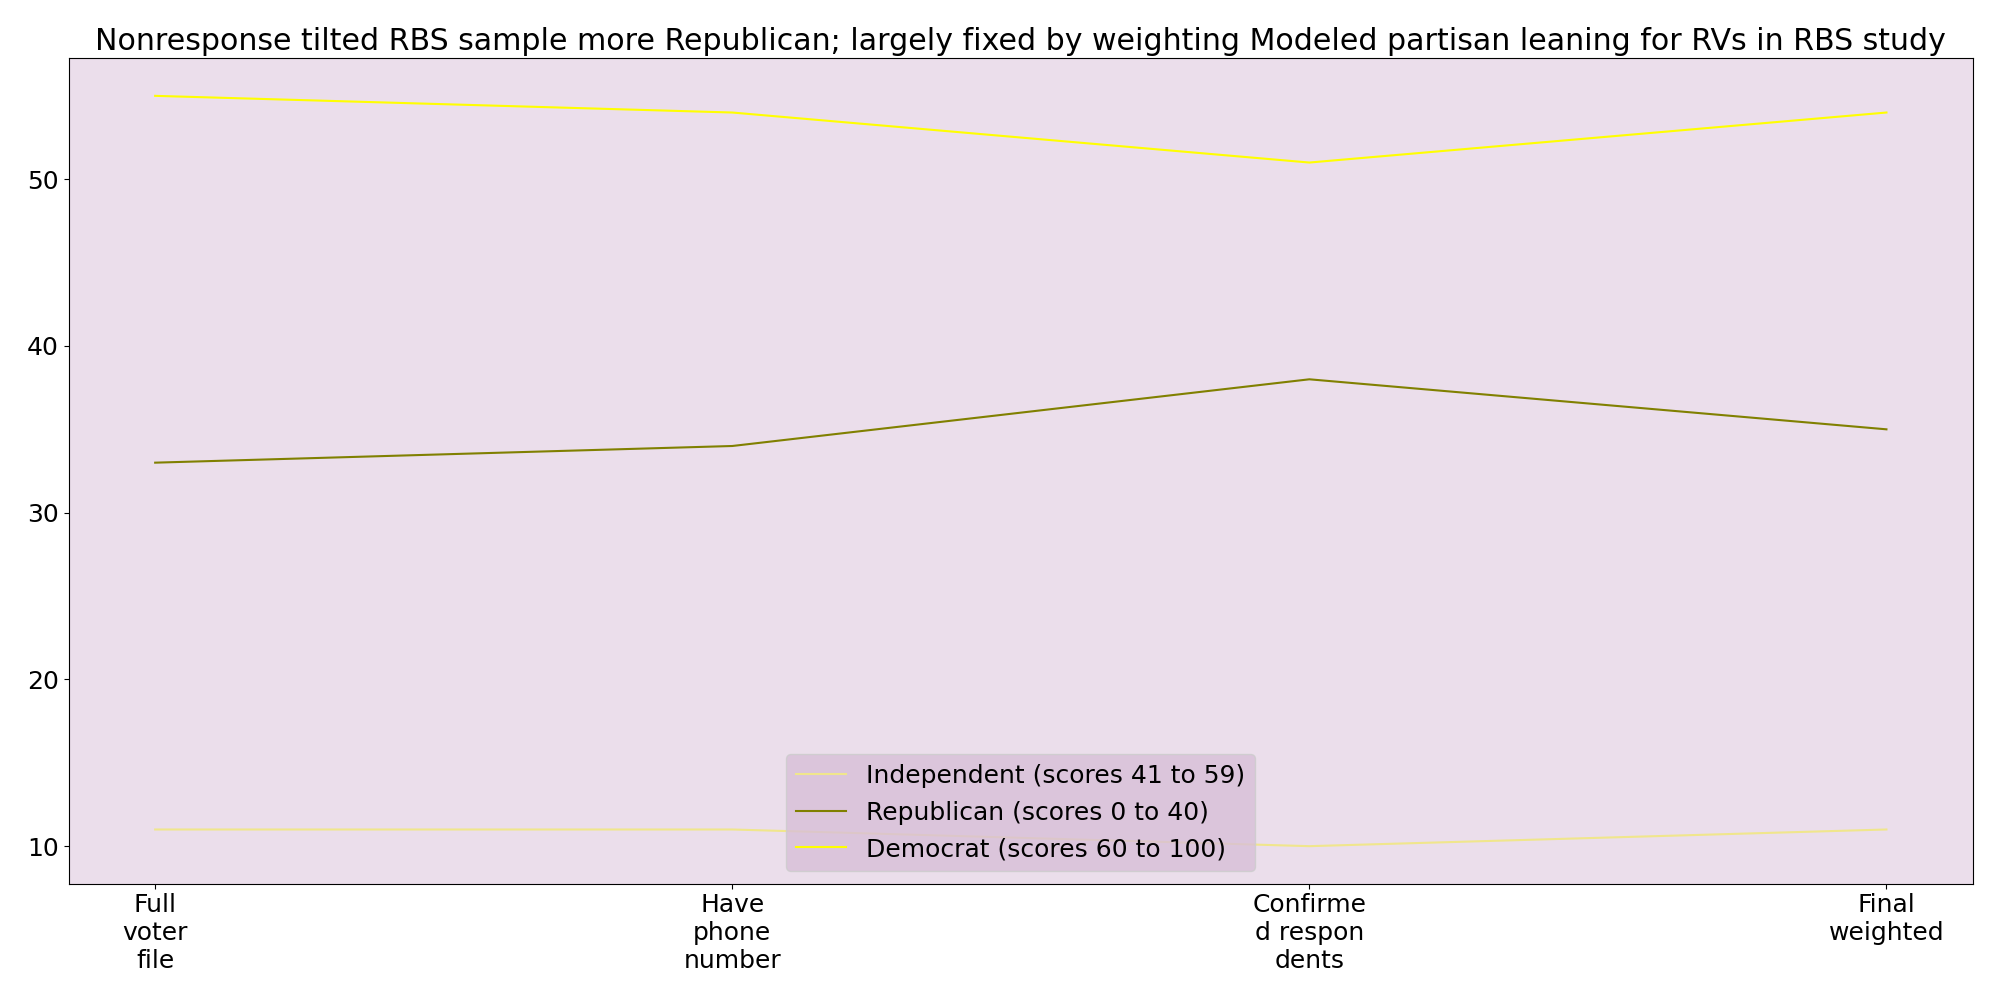 Nonresponse tilted RBS sample more Republican; largely fixed by weighting Modeled partisan leaning for RVs in RBS study
50
40
30
20
10
Independent (scores 41 to 59)
Republican (scores 0 to 40)
Democrat (scores 60 to 100)
Full
voter
file
Have
phone
number
Confirme
d respon
dents
Final
weighted